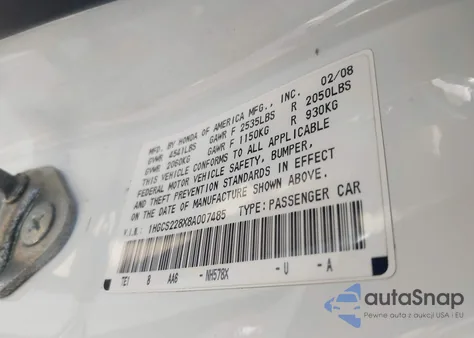 MFD. BY HONDA OF AMERICA MFG., INC. 02/08
GVWR 4541LBS GAWR F 2535LBS R 2050LBS
GVWR 2060KG GAWR F 1150KG R 930KG
THIS VEHICLE CONFORMS TO ALL APPLICABLE
FEDERAL MOTOR VEHICLE SAFETY, BUMPER,
AND THEFT PREVENTION STANDARDS IN EFFECT
ON THE DATE OF MANUFACTURE SHOWN ABOVE.
V.I.N.: 1HGCS228X8A007485 TYPE:PASSENGER CAR
TE1 8 AA6 -NH578X -U -A
autoSnap
Pewne auta z aukcji USA i EU